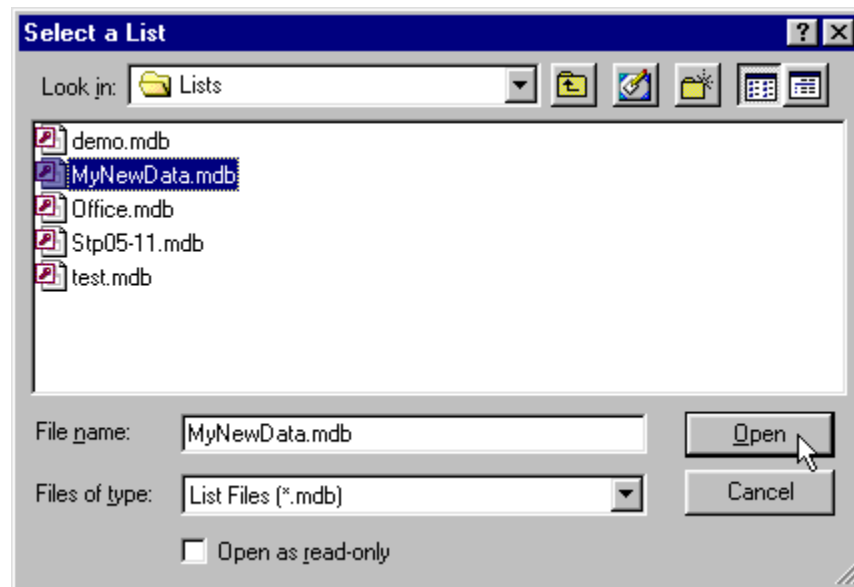 Select a List
Look in: Lists
demo.mdb
MyNewData.mdb
Office.mdb
Stp05-11.mdb
test.mdb
File name: MyNewData.mdb Open
Files of type: List Files (*.mdb) Cancel
Open as read-only